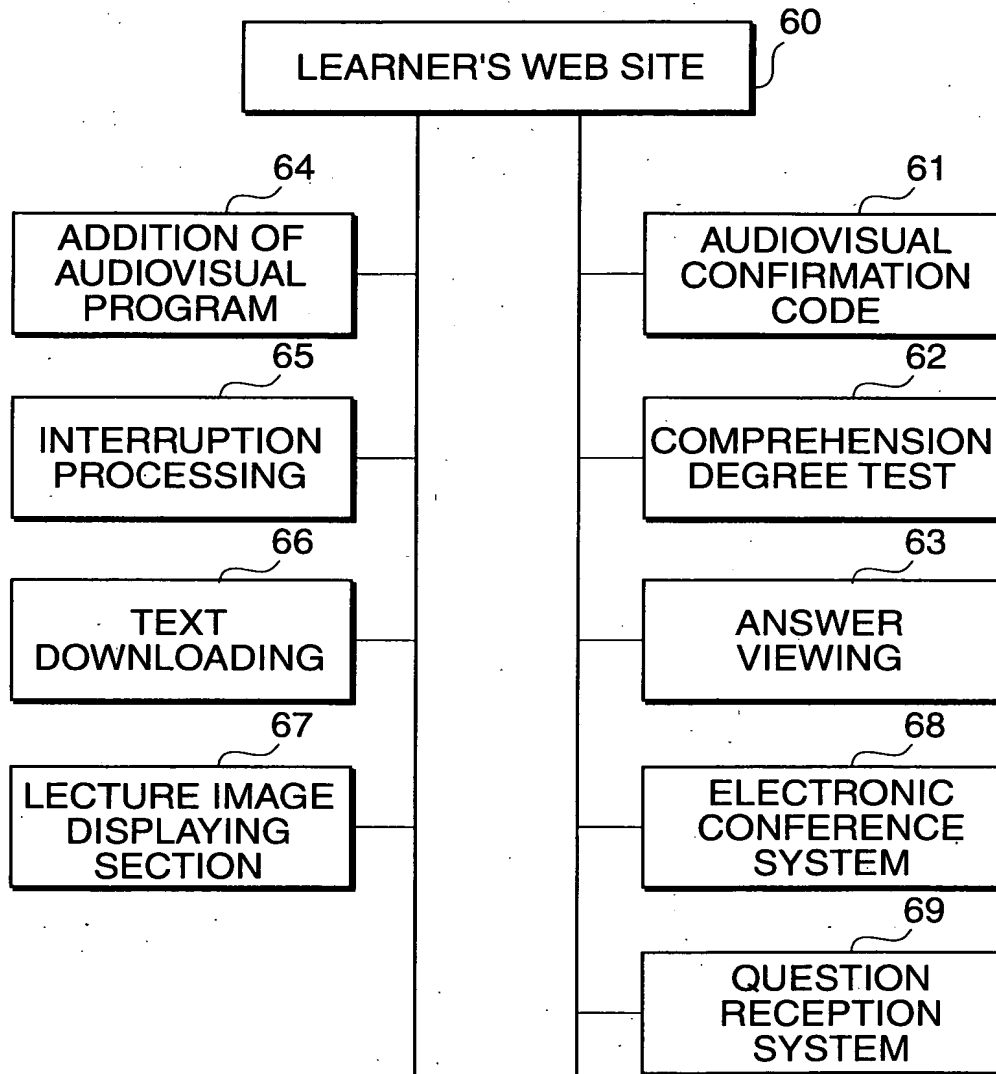 60
LEARNER'S WEB SITE
64
ADDITION OF
AUDIOVISUAL
PROGRAM
61
AUDIOVISUAL
CONFIRMATION
CODE
65
INTERRUPTION
PROCESSING
62
COMPREHENSION
DEGREE TEST
66
TEXT
DOWNLOADING
63
ANSWER
VIEWING
67
LECTURE IMAGE
DISPLAYING
SECTION
68
ELECTRONIC
CONFERENCE
SYSTEM
69
QUESTION
RECEPTION
SYSTEM